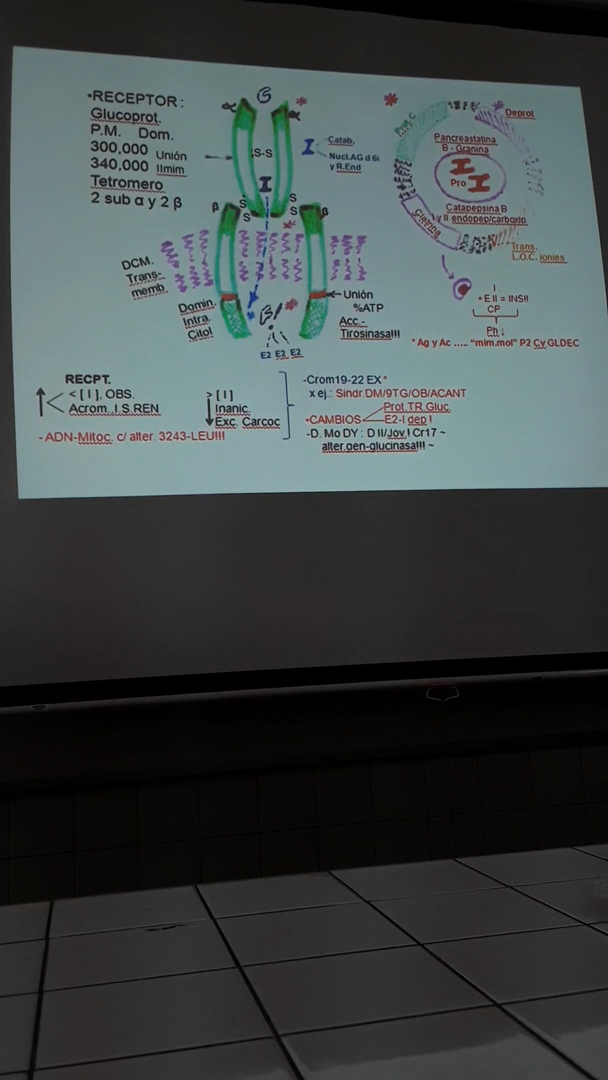 •RECEPTOR:
Glucoprot.
P.M. Dom.
300,000 Unión
340,000 IImim
Tetromero
2 sub α y 2 β
α
α
S-S
I
I
Catab.
Nucl.AG d 6i
y R.End
β
S
S
S
S
β
DCM.
Trans-
memb.
Domin.
Intra.
Citol
Unión
%ATP
Acc.-
Tirosinasa!!!
E2 E2 E2
Prot. C
Deprot
Pancreastatina
B - Granina
Pro
Catapepsina B
I y II endopep/carboxio
Clatrina
Trans.
L.O.C. iones
C
I
+ E II = INS!!
CP
Ph ↓
* Ag y Ac ..... "mim.mol" P2 Cy GLDEC
RECPT.
↑ < [ I ], OBS.
Acrom., I.S.REN
> [ I ]
↓ Inanic.
Exc. Carcoc
- ADN-Mitoc. c/ alter. 3243-LEU!!!
-Crom19-22 EX*
x ej.: Sindr.DM/9TG/OB/ACANT
•CAMBIOS
Prot.TR.Gluc.
E2-I dep !
-D. Mo DY : D II/Jov.! Cr17 ~
alter.gen-glucinasa!!! ~